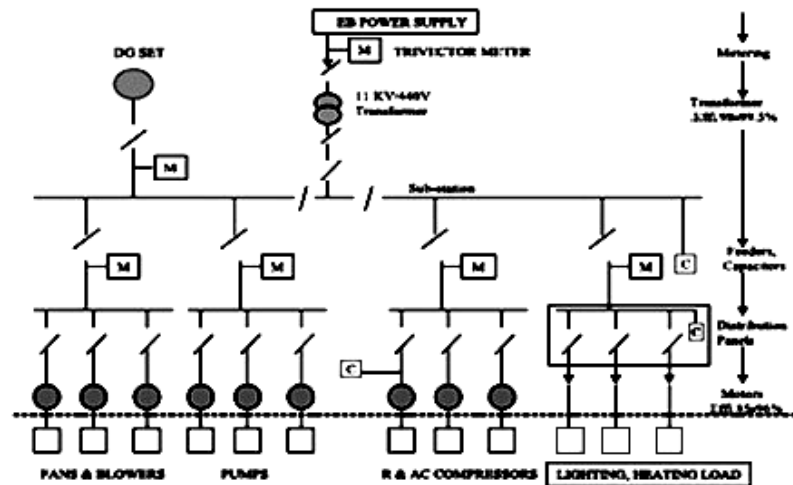 EB POWER SUPPLY
M
TRIVECTOR METER
DG SET
11 KV/440V
Transformer
M
Sub-station
M
M
M
M
C
C
C
FANS & BLOWERS
PUMPS
R & AC COMPRESSORS
LIGHTING, HEATING LOAD
Metering
Transformer
Feeders,
Capacitors
Distribution
Panels
Motors